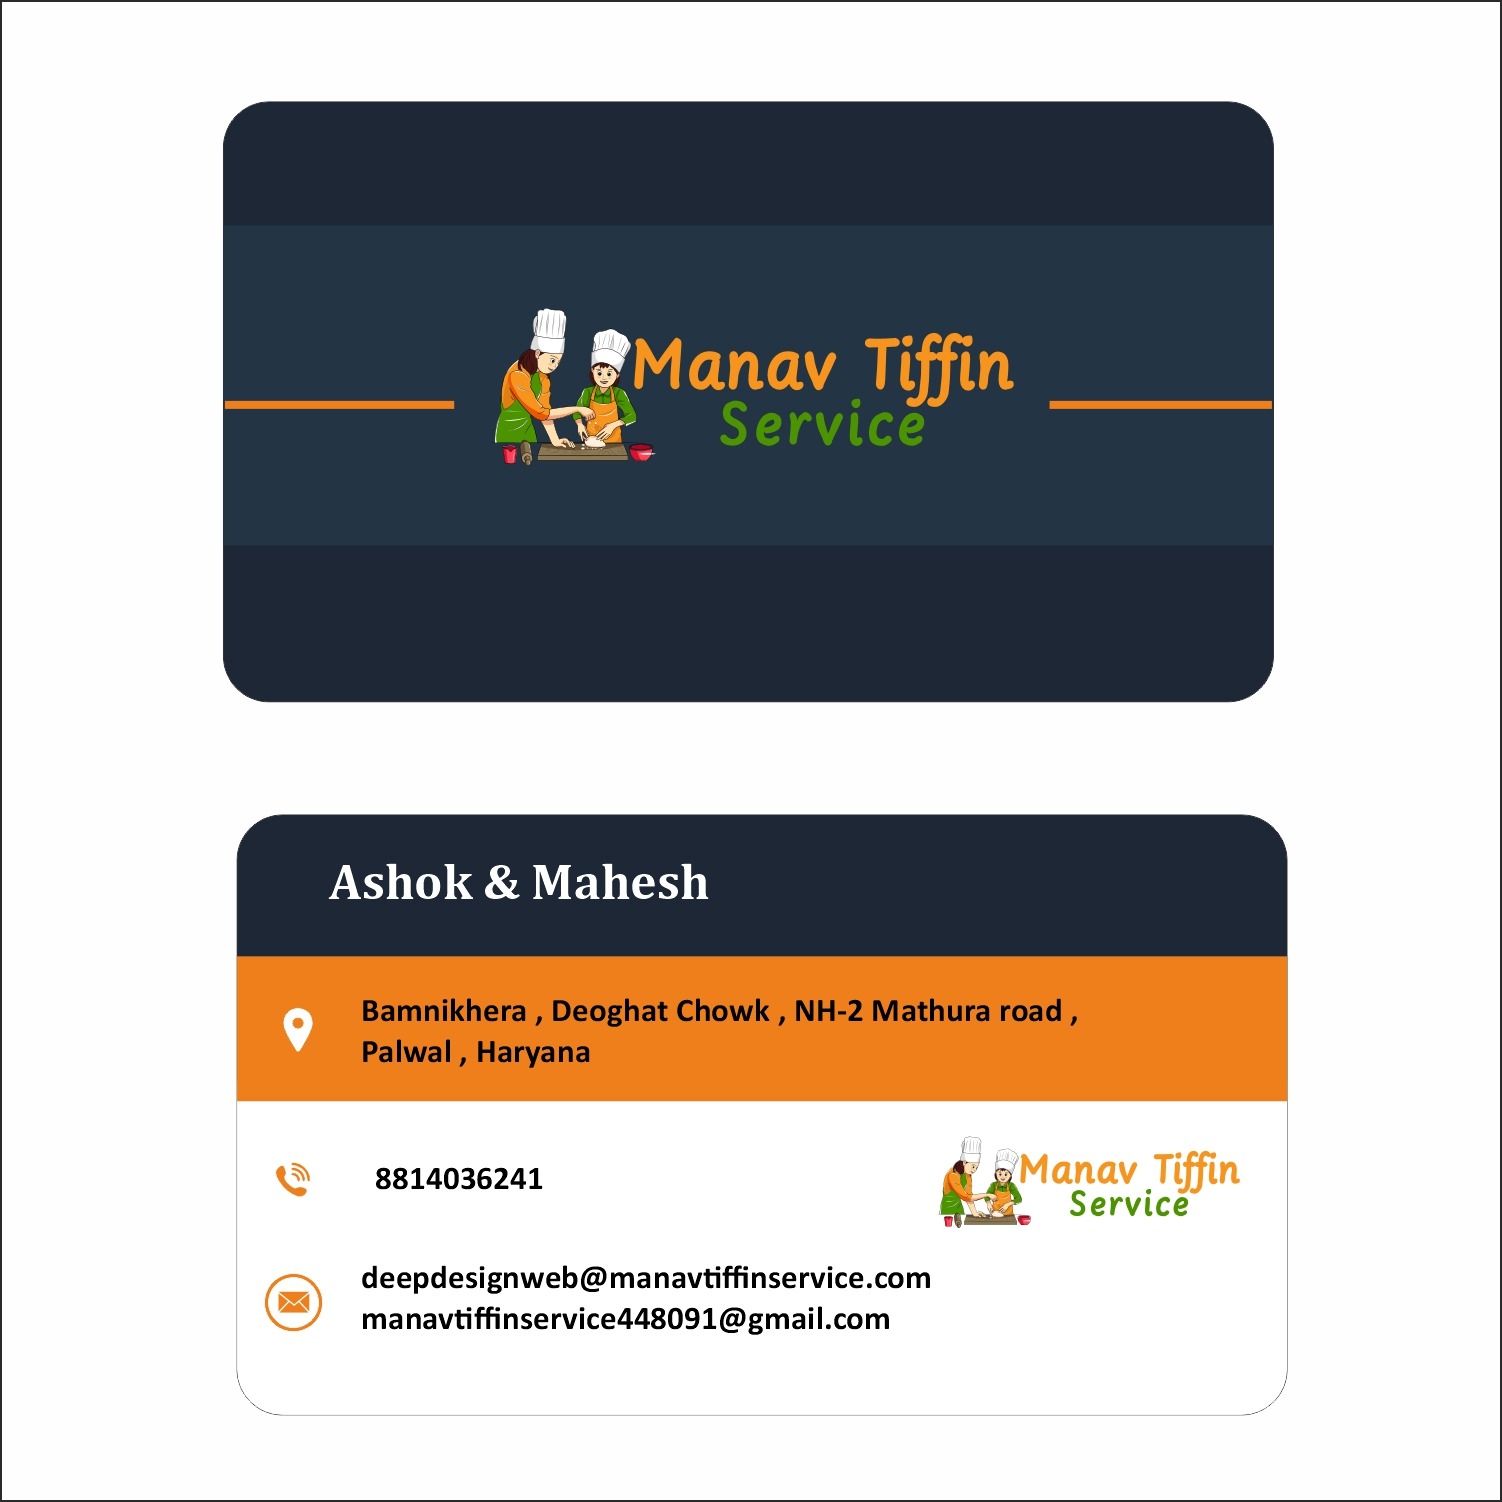 Manav Tiffin
Service
Ashok & Mahesh
Bamnikhera , Deoghat Chowk , NH-2 Mathura road ,
Palwal , Haryana
8814036241
Manav Tiffin
Service
deepdesignweb@manavtiffinservice.com
manavtiffinservice448091@gmail.com